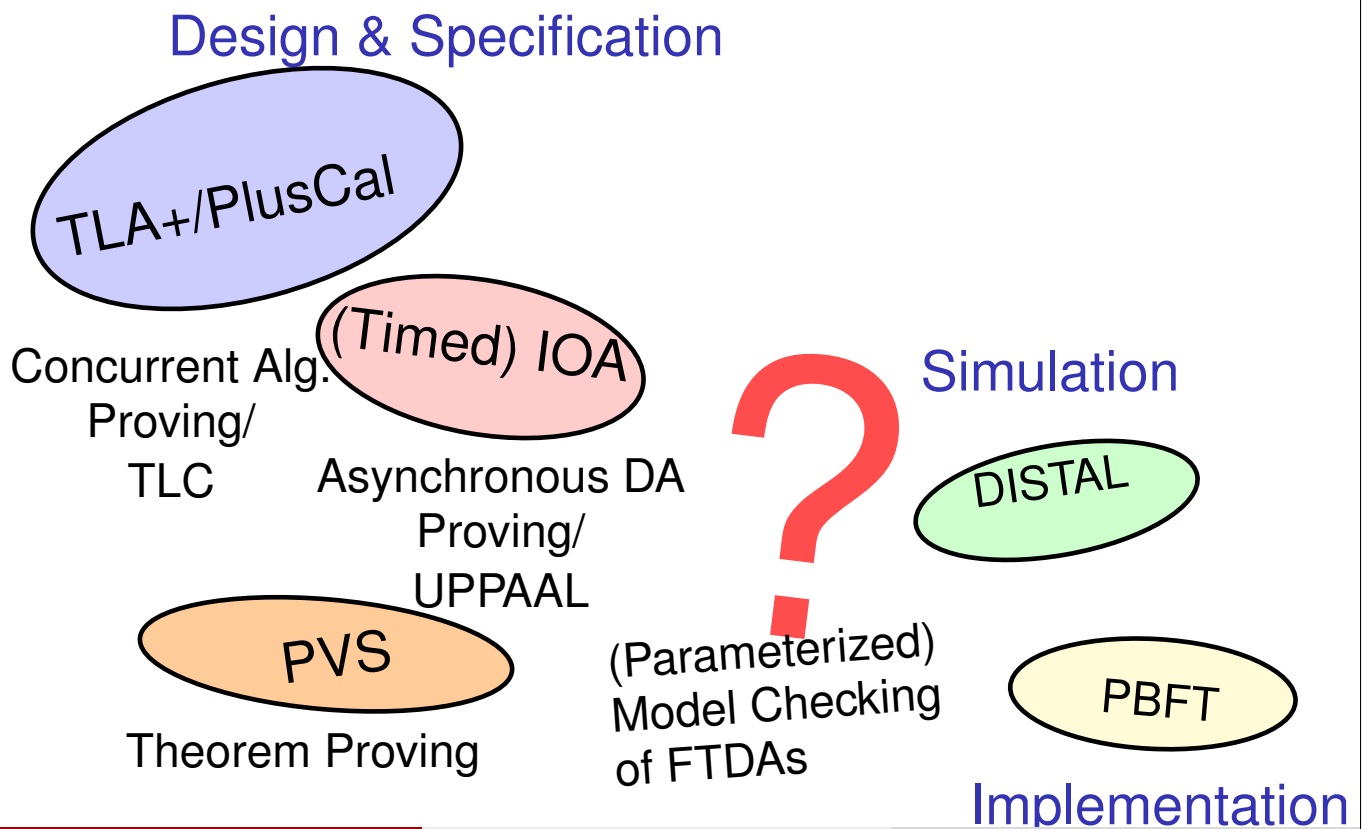 Design & Specification
TLA+/PlusCal
(Timed) IOA
Concurrent Alg.
Proving/
TLC
Asynchronous DA
Proving/
UPPAAL
PVS
Theorem Proving
?
(Parameterized)
Model Checking
of FTDAs
Simulation
DISTAL
PBFT
Implementation